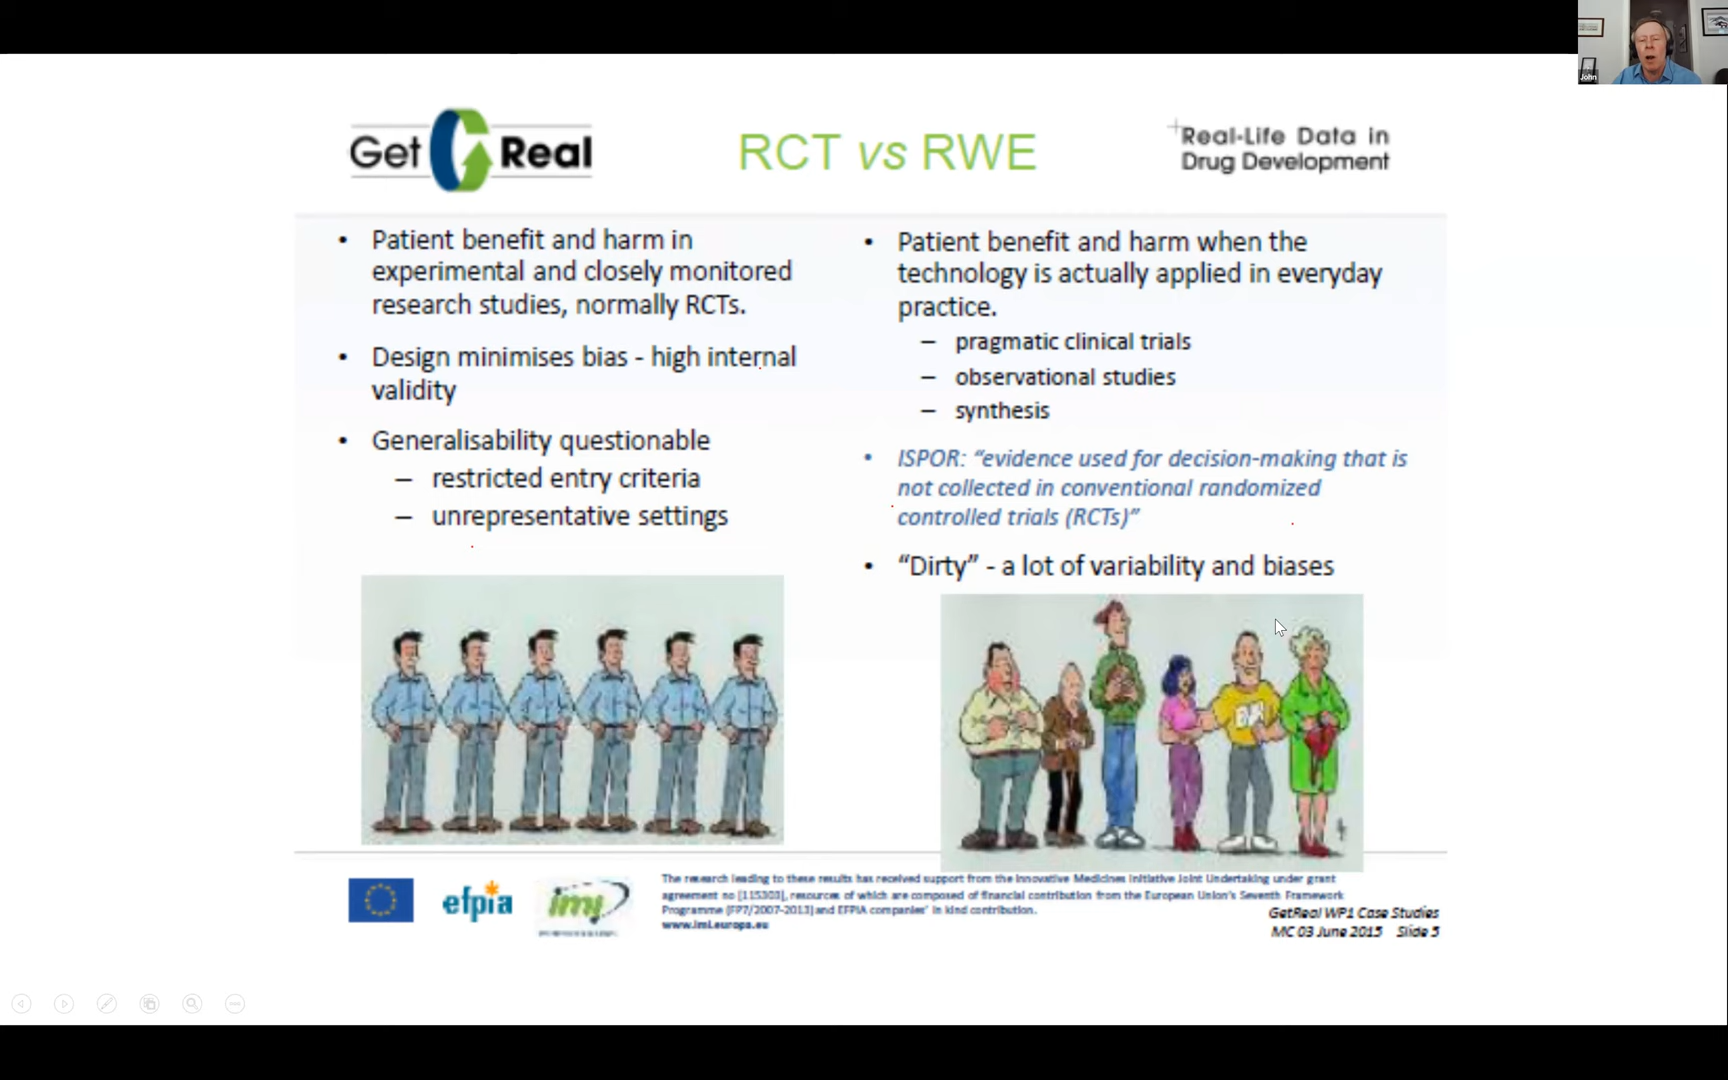 John
Get Real
RCT vs RWE
Real-Life Data in
Drug Development
• Patient benefit and harm in
experimental and closely monitored
research studies, normally RCTs.
• Design minimises bias - high internal
validity
• Generalisability questionable
– restricted entry criteria
– unrepresentative settings
• Patient benefit and harm when the
technology is actually applied in everyday
practice.
– pragmatic clinical trials
– observational studies
– synthesis
• ISPOR: “evidence used for decision-making that is
not collected in conventional randomized
controlled trials (RCTs)”
• “Dirty” - a lot of variability and biases
efpia
imi
The research leading to these results has received support from the Innovative Medicines Initiative Joint Undertaking under grant
agreement no [115303], resources of which are composed of financial contribution from the European Union's Seventh Framework
Programme (FP7/2007-2013) and EFPIA companies' in kind contribution.
www.imi.europa.eu
GetReal WP1 Case Studies
MC 03 June 2015 Slide 5